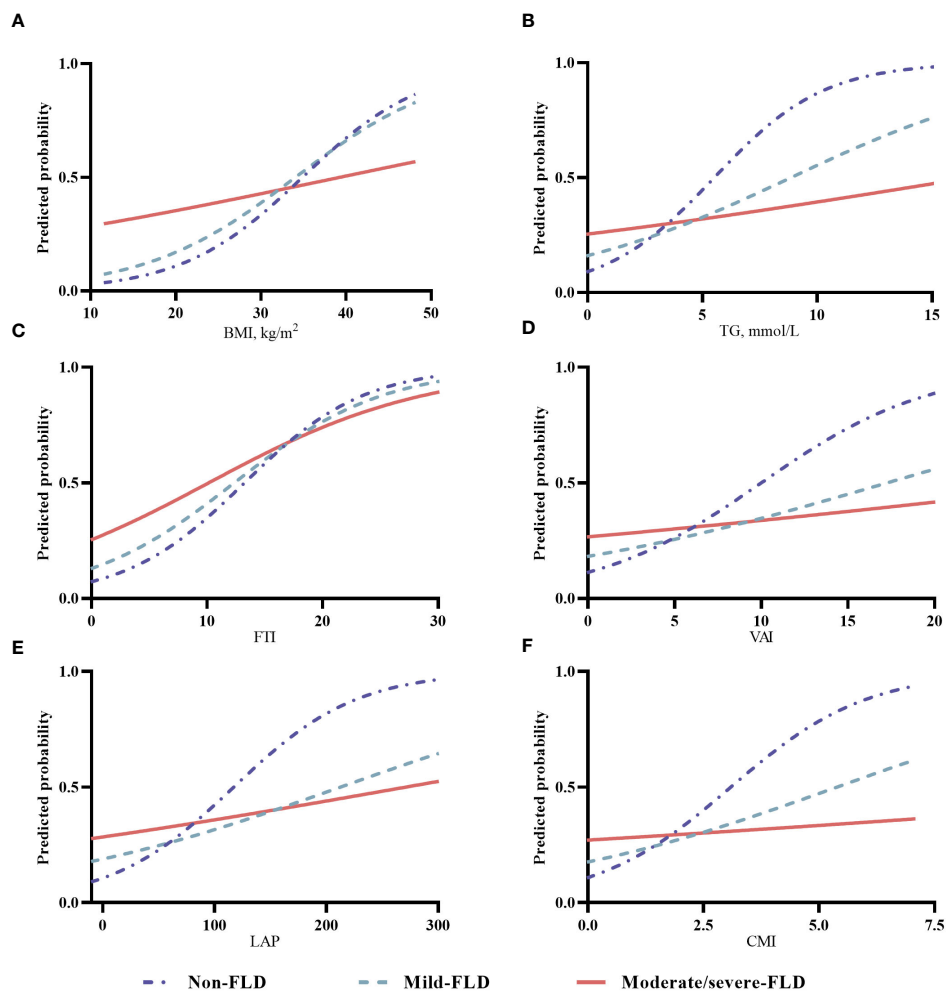 A
B
Predicted probability
1.0
0.5
0.0
10
20
30
40
50
BMI, kg/m²
Predicted probability
1.0
0.5
0.0
0
5
10
15
TG, mmol/L
C
D
Predicted probability
1.0
0.5
0.0
0
10
20
30
FTI
Predicted probability
1.0
0.5
0.0
0
5
10
15
20
VAI
E
F
Predicted probability
1.0
0.5
0.0
0
100
200
300
LAP
Predicted probability
1.0
0.5
0.0
0.0
2.5
5.0
7.5
CMI
Non-FLD
Mild-FLD
Moderate/severe-FLD